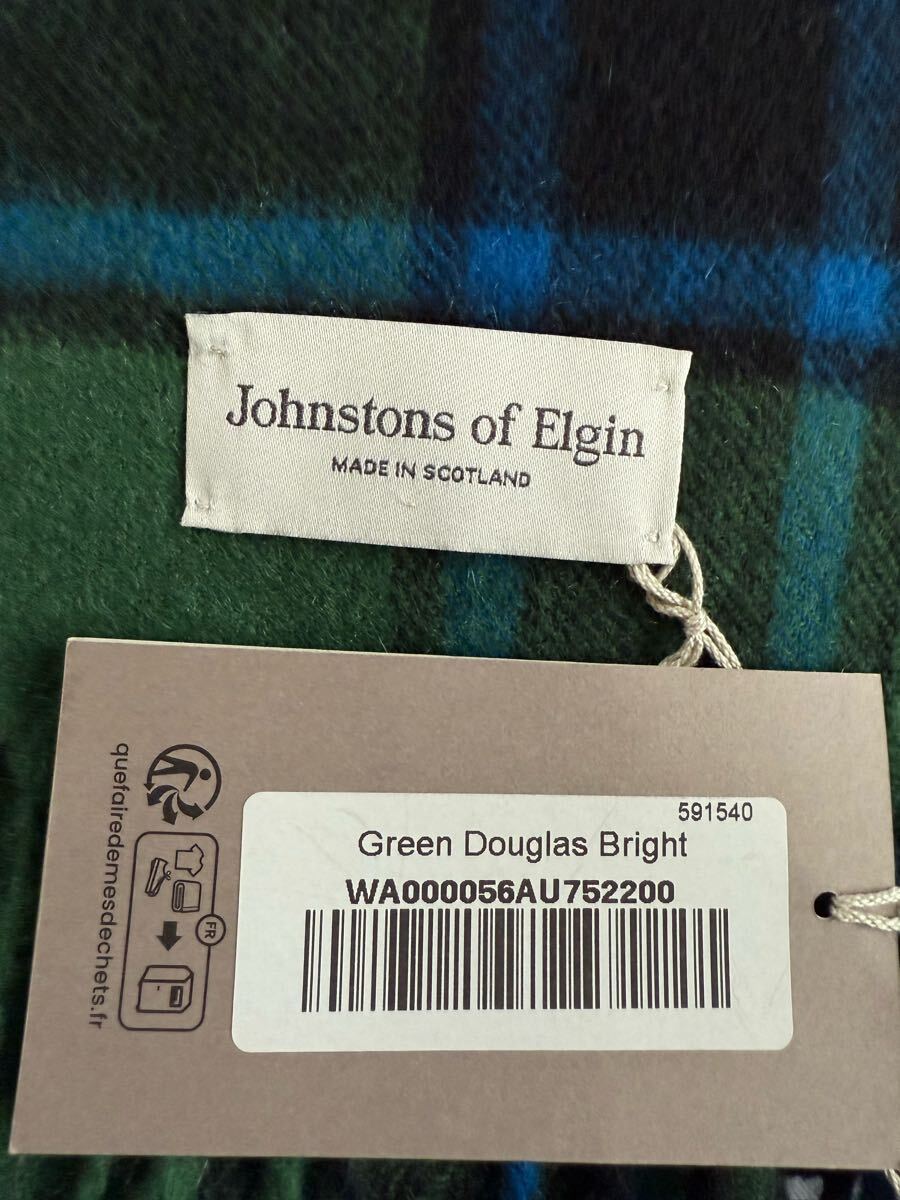 Johnstons of Elgin
MADE IN SCOTLAND
591540
Green Douglas Bright
WA000056AU752200
quefairedemesdechets.fr
FR